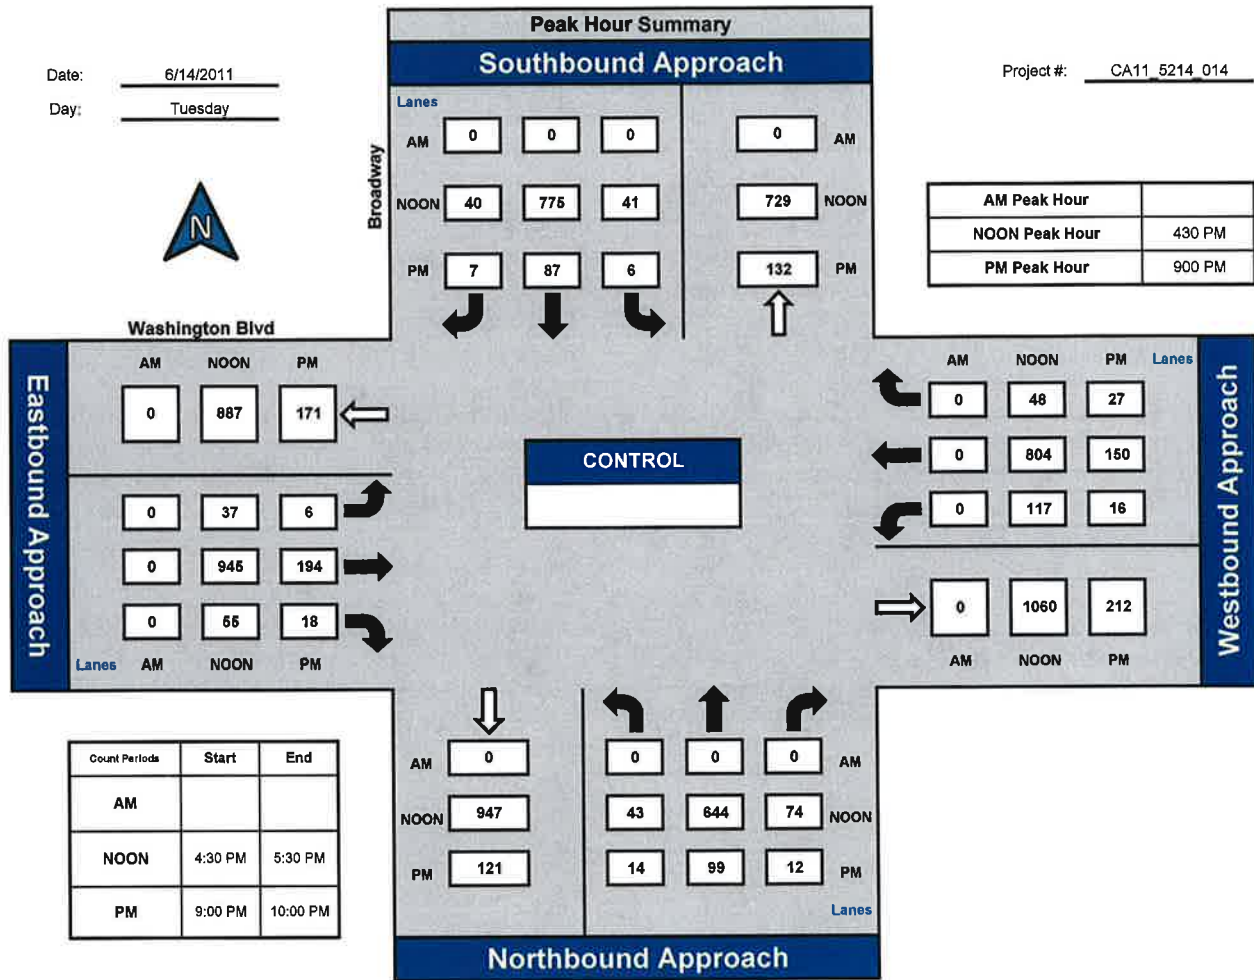 Peak Hour Summary
Southbound Approach
Date: 6/14/2011
Day: Tuesday
Project #: CA11_5214_014
N
Broadway
Lanes
AM 0 0 0 0 AM
NOON 40 775 41 729 NOON
PM 7 87 6 132 PM
AM Peak Hour
NOON Peak Hour 430 PM
PM Peak Hour 900 PM
Washington Blvd
Eastbound Approach
AM NOON PM
0 887 171
0 37 6
0 945 194
0 55 18
Lanes AM NOON PM
CONTROL
AM NOON PM Lanes
0 48 27
0 804 150
0 117 16
0 1060 212
AM NOON PM
Westbound Approach
Count Periods Start End
AM
NOON 4:30 PM 5:30 PM
PM 9:00 PM 10:00 PM
AM 0 0 0 0 AM
NOON 947 43 644 74 NOON
PM 121 14 99 12 PM
Lanes
Northbound Approach